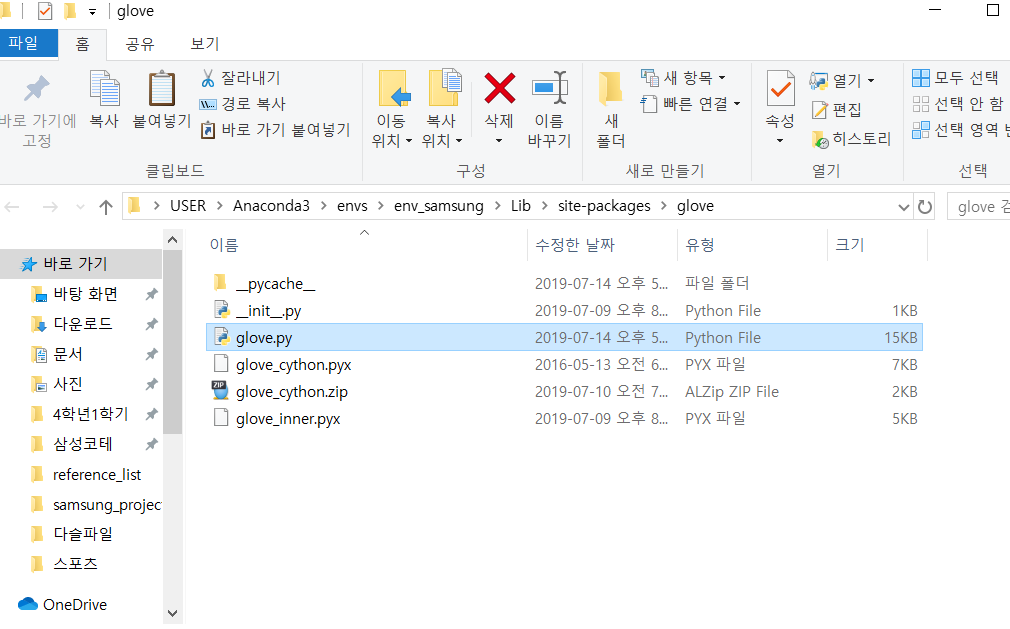 glove
파일 홈 공유 보기
바로 가기에 고정
복사
붙여넣기
잘라내기
경로 복사
바로 가기 붙여넣기
클립보드
이동 위치
복사 위치
삭제
이름 바꾸기
구성
새 폴더
새 항목
빠른 연결
새로 만들기
속성
열기
편집
히스토리
열기
모두 선택
선택 안 함
선택 영역
선택
USER > Anaconda3 > envs > env_samsung > Lib > site-packages > glove
glove 검
이름 수정한 날짜 유형 크기
__pycache__ 2019-07-14 오후 5... 파일 폴더
__init__.py 2019-07-09 오후 8... Python File 1KB
glove.py 2019-07-14 오후 5... Python File 15KB
glove_cython.pyx 2016-05-13 오전 6... PYX 파일 7KB
glove_cython.zip 2019-07-10 오전 7... ALZip ZIP File 2KB
glove_inner.pyx 2019-07-09 오후 8... PYX 파일 5KB
바로 가기
바탕 화면
다운로드
문서
사진
4학년1학기
삼성코테
reference_list
samsung_projec
다슬파일
스포츠
OneDrive